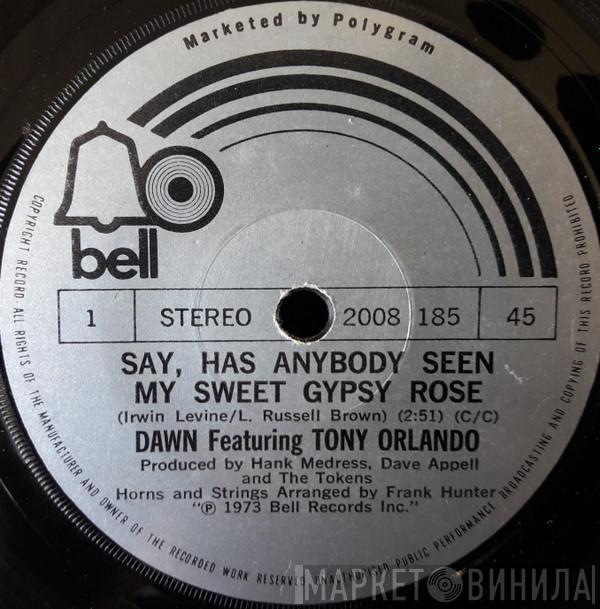 Marketed by Polygram
bell
1 STEREO 2008 185 45
SAY, HAS ANYBODY SEEN
MY SWEET GYPSY ROSE
(Irwin Levine/L. Russell Brown) (2:51) (C/C)
DAWN Featuring TONY ORLANDO
Produced by Hank Medress, Dave Appell
and The Tokens
Horns and Strings Arranged by Frank Hunter
"℗ 1973 Bell Records Inc."
COPYRIGHT RECORD. ALL RIGHTS OF THE MANUFACTURER AND OWNER OF THE RECORDED WORK RESERVED. UNAUTHORISED PUBLIC PERFORMANCE, BROADCASTING AND COPYING OF THIS RECORD PROHIBITED
МАРКЕТ ВИНИЛА!